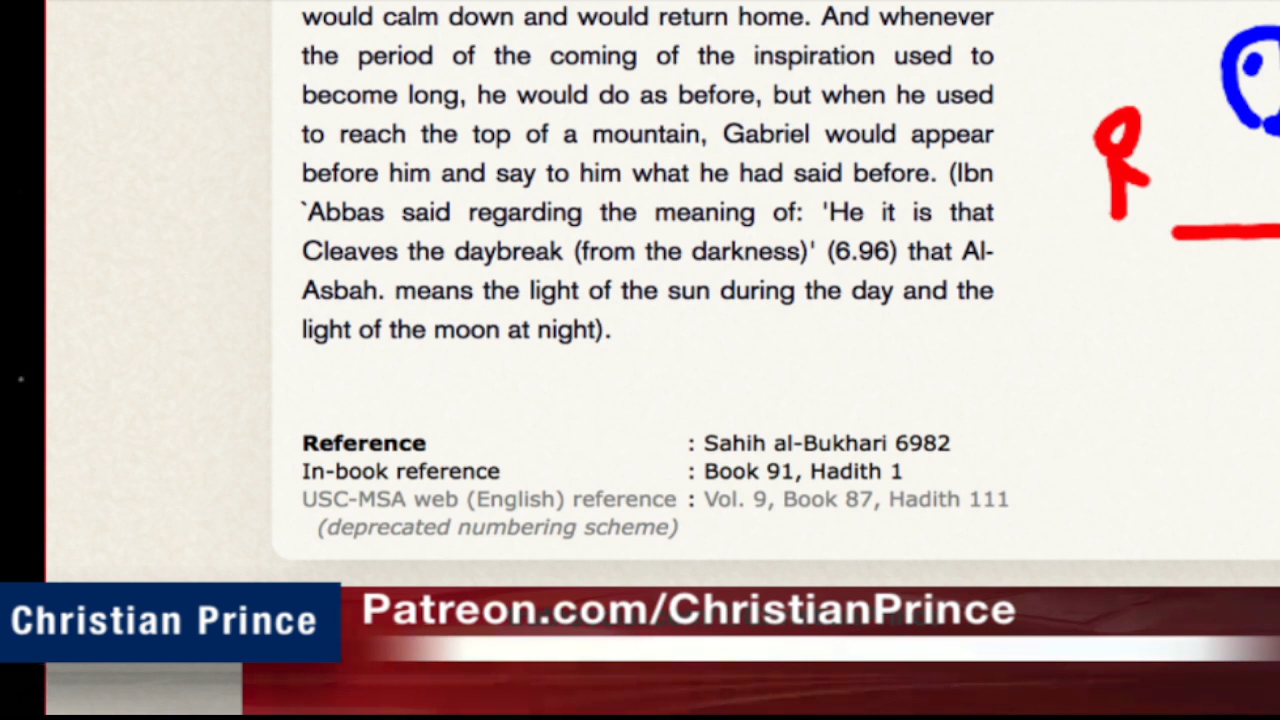 would calm down and would return home. And whenever
the period of the coming of the inspiration used to
become long, he would do as before, but when he used
to reach the top of a mountain, Gabriel would appear
before him and say to him what he had said before. (Ibn
`Abbas said regarding the meaning of: 'He it is that
Cleaves the daybreak (from the darkness)' (6.96) that Al-
Asbah. means the light of the sun during the day and the
light of the moon at night).
Reference : Sahih al-Bukhari 6982
In-book reference : Book 91, Hadith 1
USC-MSA web (English) reference : Vol. 9, Book 87, Hadith 111
(deprecated numbering scheme)
Christian Prince
Patreon.com/ChristianPrince